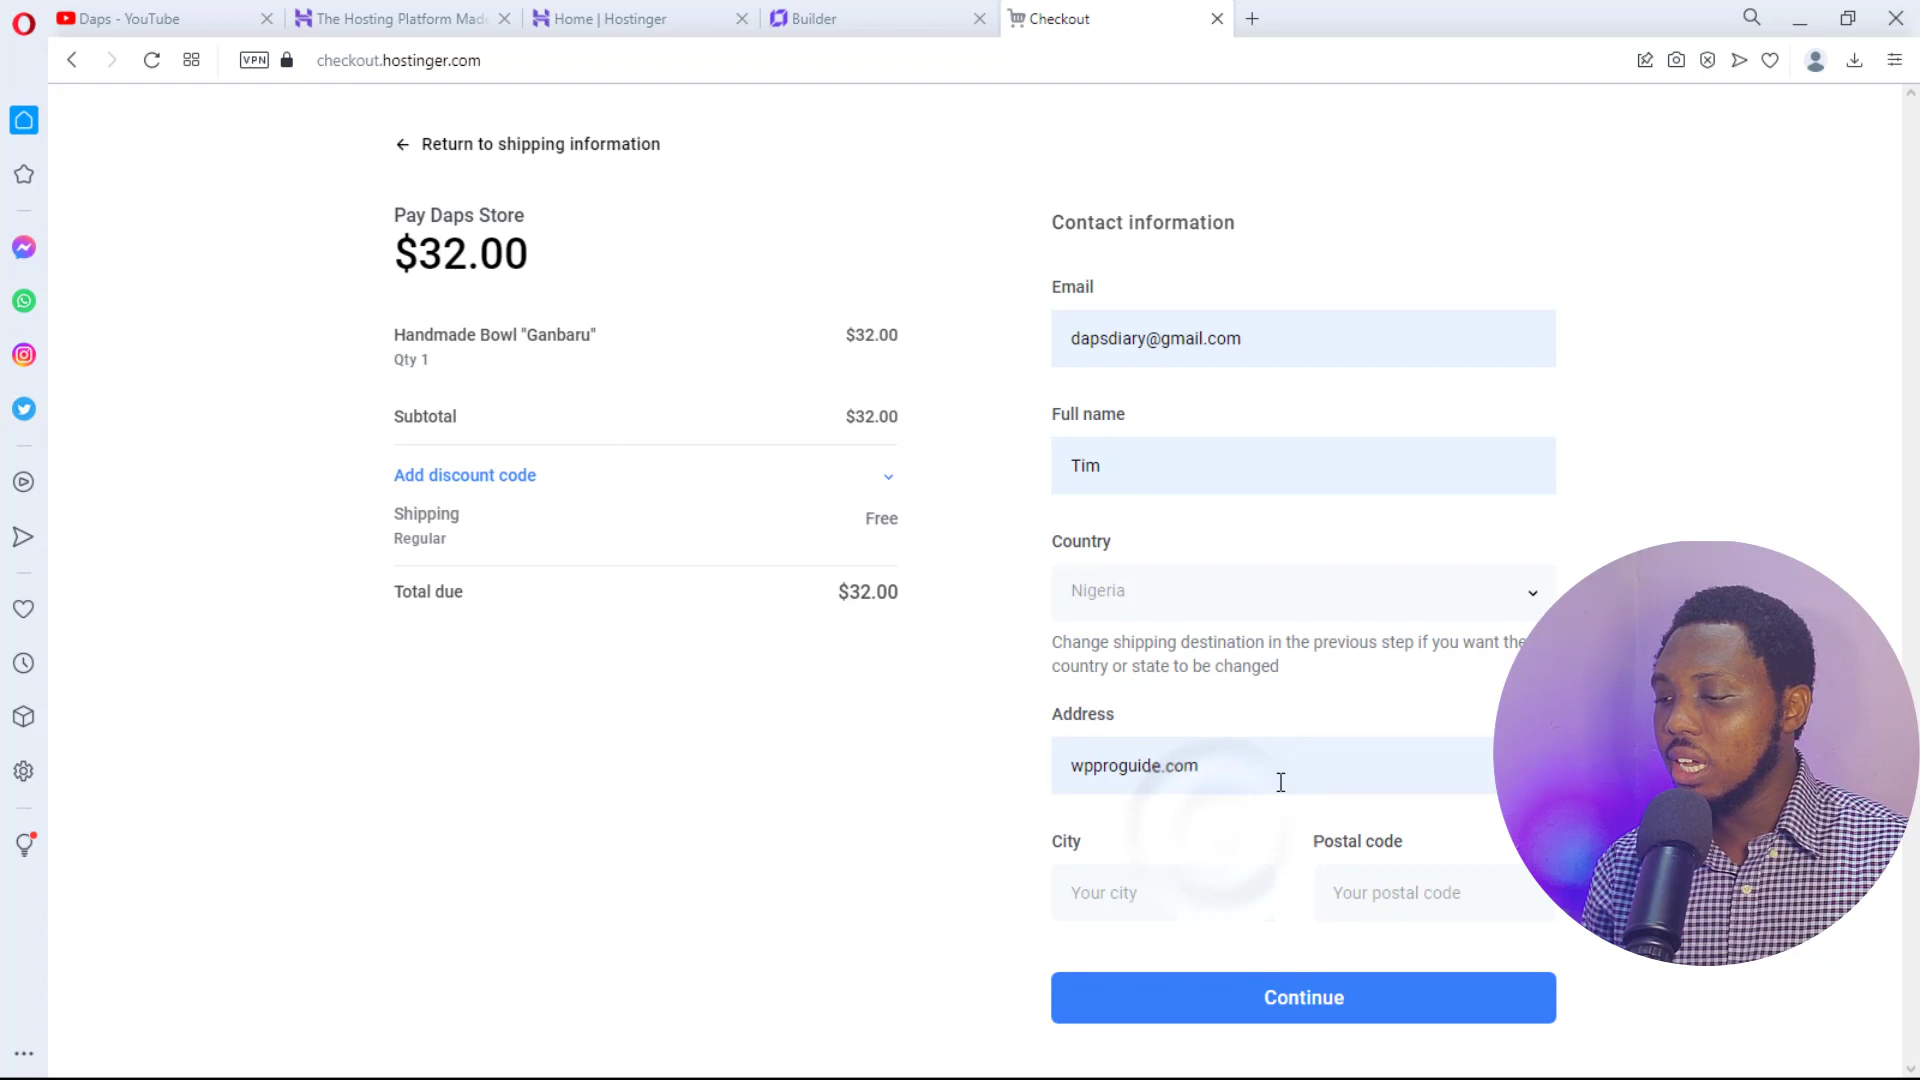 Daps - YouTube
The Hosting Platform Made
Home | Hostinger
Builder
Checkout
VPN
checkout.hostinger.com
Return to shipping information
Pay Daps Store
$32.00
Handmade Bowl "Ganbaru"
$32.00
Qty 1
Subtotal
$32.00
Add discount code
Shipping
Free
Regular
Total due
$32.00
Contact information
Email
dapsdiary@gmail.com
Full name
Tim
Country
Nigeria
Change shipping destination in the previous step if you want the
country or state to be changed
Address
wpproguide.com
City
Postal code
Your city
Your postal code
Continue